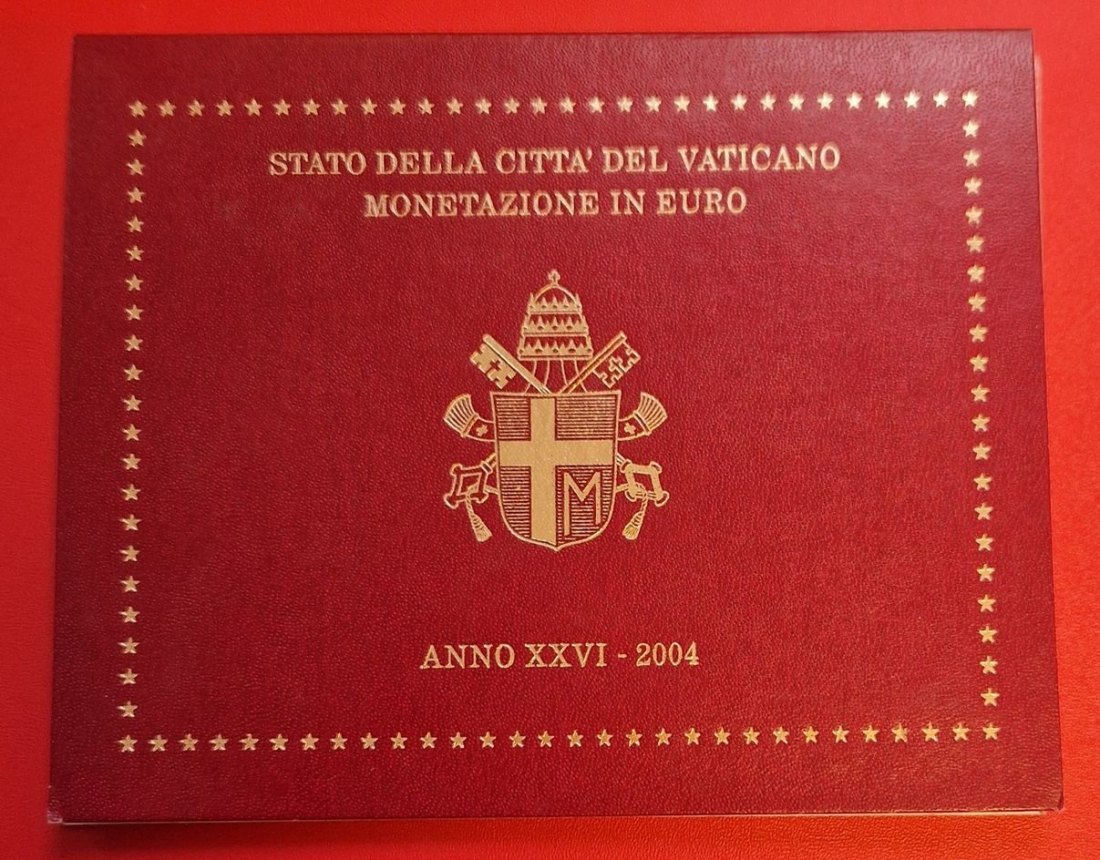 STATO DELLA CITTA' DEL VATICANO
MONETAZIONE IN EURO
M
ANNO XXVI - 2004